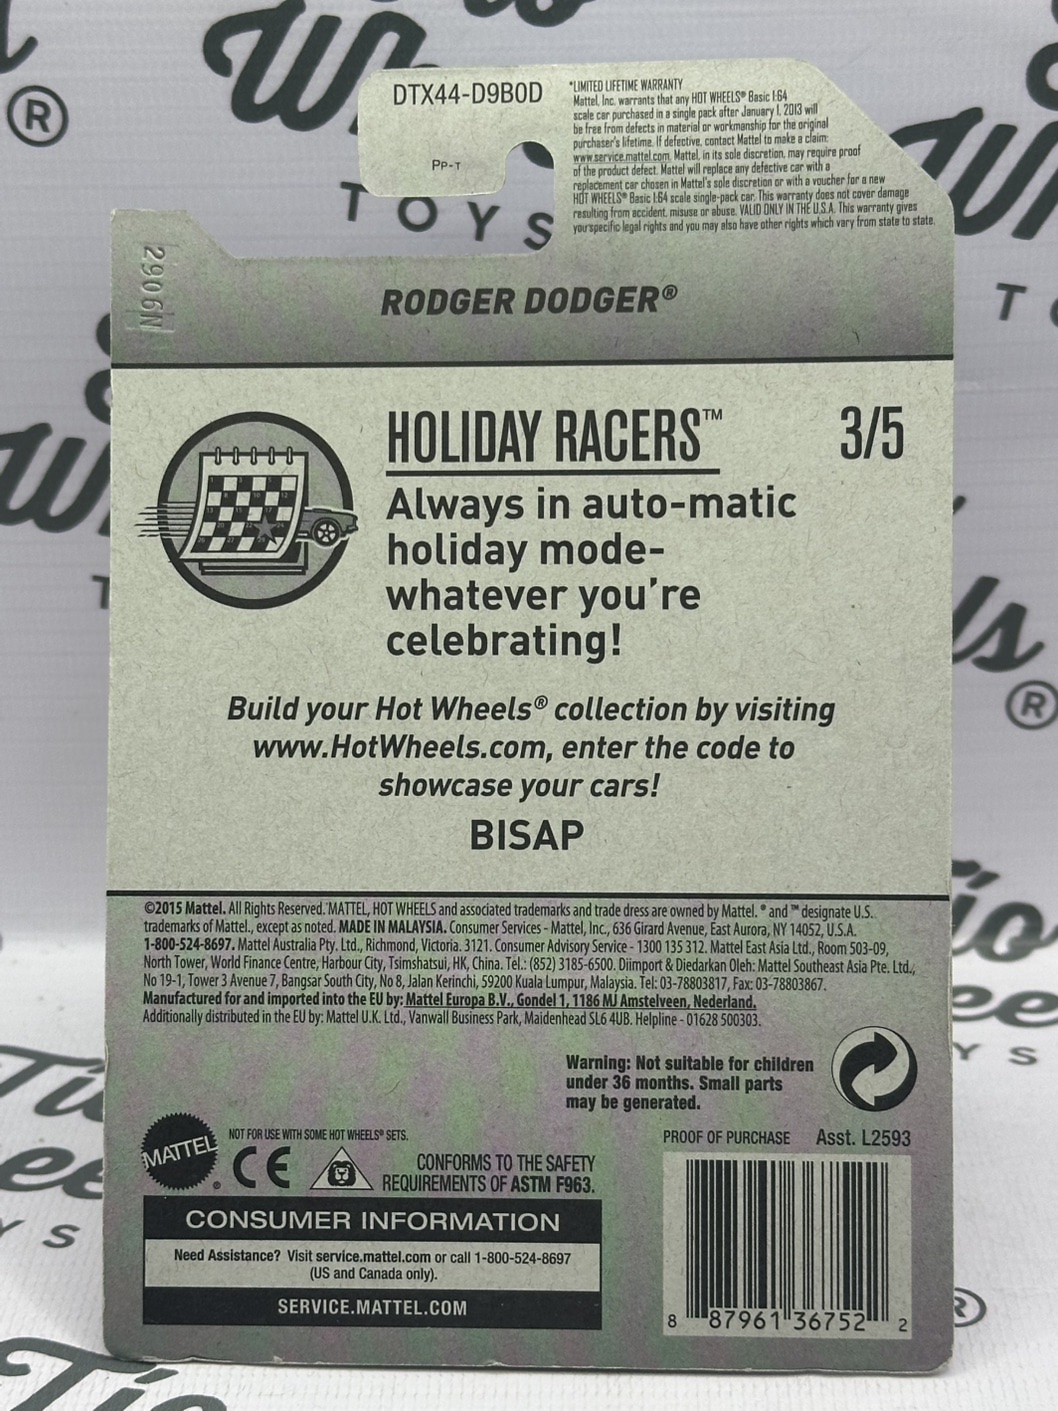 DTX44-D9B0D
PP-T
*LIMITED LIFETIME WARRANTY
Mattel, Inc. warrants that any HOT WHEELS® Basic 1:64
scale car purchased in a single pack after January 1, 2013 will
be free from defects in material or workmanship for the original
purchaser's lifetime. If defective, contact Mattel to make a claim:
www.service.mattel.com. Mattel, in its sole discretion, may require proof
of the product defect. Mattel will replace any defective car with a
replacement car chosen in Mattel's sole discretion or with a voucher for a new
HOT WHEELS® Basic 1:64 scale single-pack car. This warranty does not cover damage
resulting from accident, misuse or abuse. VALID ONLY IN THE U.S.A. This warranty gives
you specific legal rights and you may also have other rights which vary from state to state.
2906N
RODGER DODGER®
HOLIDAY RACERS™
3/5
Always in auto-matic
holiday mode-
whatever you're
celebrating!
Build your Hot Wheels® collection by visiting
www.HotWheels.com, enter the code to
showcase your cars!
BISAP
©2015 Mattel. All Rights Reserved. MATTEL, HOT WHEELS and associated trademarks and trade dress are owned by Mattel. ® and ™ designate U.S.
trademarks of Mattel., except as noted. MADE IN MALAYSIA. Consumer Services - Mattel, Inc., 636 Girard Avenue, East Aurora, NY 14052, U.S.A.
1-800-524-8697. Mattel Australia Pty. Ltd., Richmond, Victoria. 3121. Consumer Advisory Service - 1300 135 312. Mattel East Asia Ltd., Room 503-09,
North Tower, World Finance Centre, Harbour City, Tsimshatsui, HK, China. Tel.: (852) 3185-6500. Diimport & Diedarkan Oleh: Mattel Southeast Asia Pte. Ltd.,
No 19-1, Tower 3 Avenue 7, Bangsar South City, No 8, Jalan Kerinchi, 59200 Kuala Lumpur, Malaysia. Tel: 03-78803817, Fax: 03-78803867.
Manufactured for and imported into the EU by: Mattel Europa B.V., Gondel 1, 1186 MJ Amstelveen, Nederland.
Additionally distributed in the EU by: Mattel U.K. Ltd., Vanwall Business Park, Maidenhead SL6 4UB. Helpline - 01628 500303.
Warning: Not suitable for children
under 36 months. Small parts
may be generated.
MATTEL®
NOT FOR USE WITH SOME HOT WHEELS® SETS.
CE
CONFORMS TO THE SAFETY
REQUIREMENTS OF ASTM F963.
PROOF OF PURCHASE Asst. L2593
CONSUMER INFORMATION
Need Assistance? Visit service.mattel.com or call 1-800-524-8697
(US and Canada only).
SERVICE.MATTEL.COM
8 87961 36752 2
TOYS